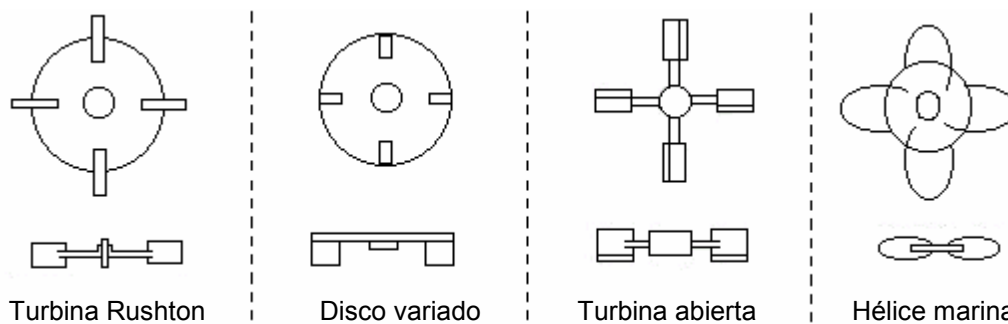 Turbina Rushton
Disco variado
Turbina abierta
Hélice marina